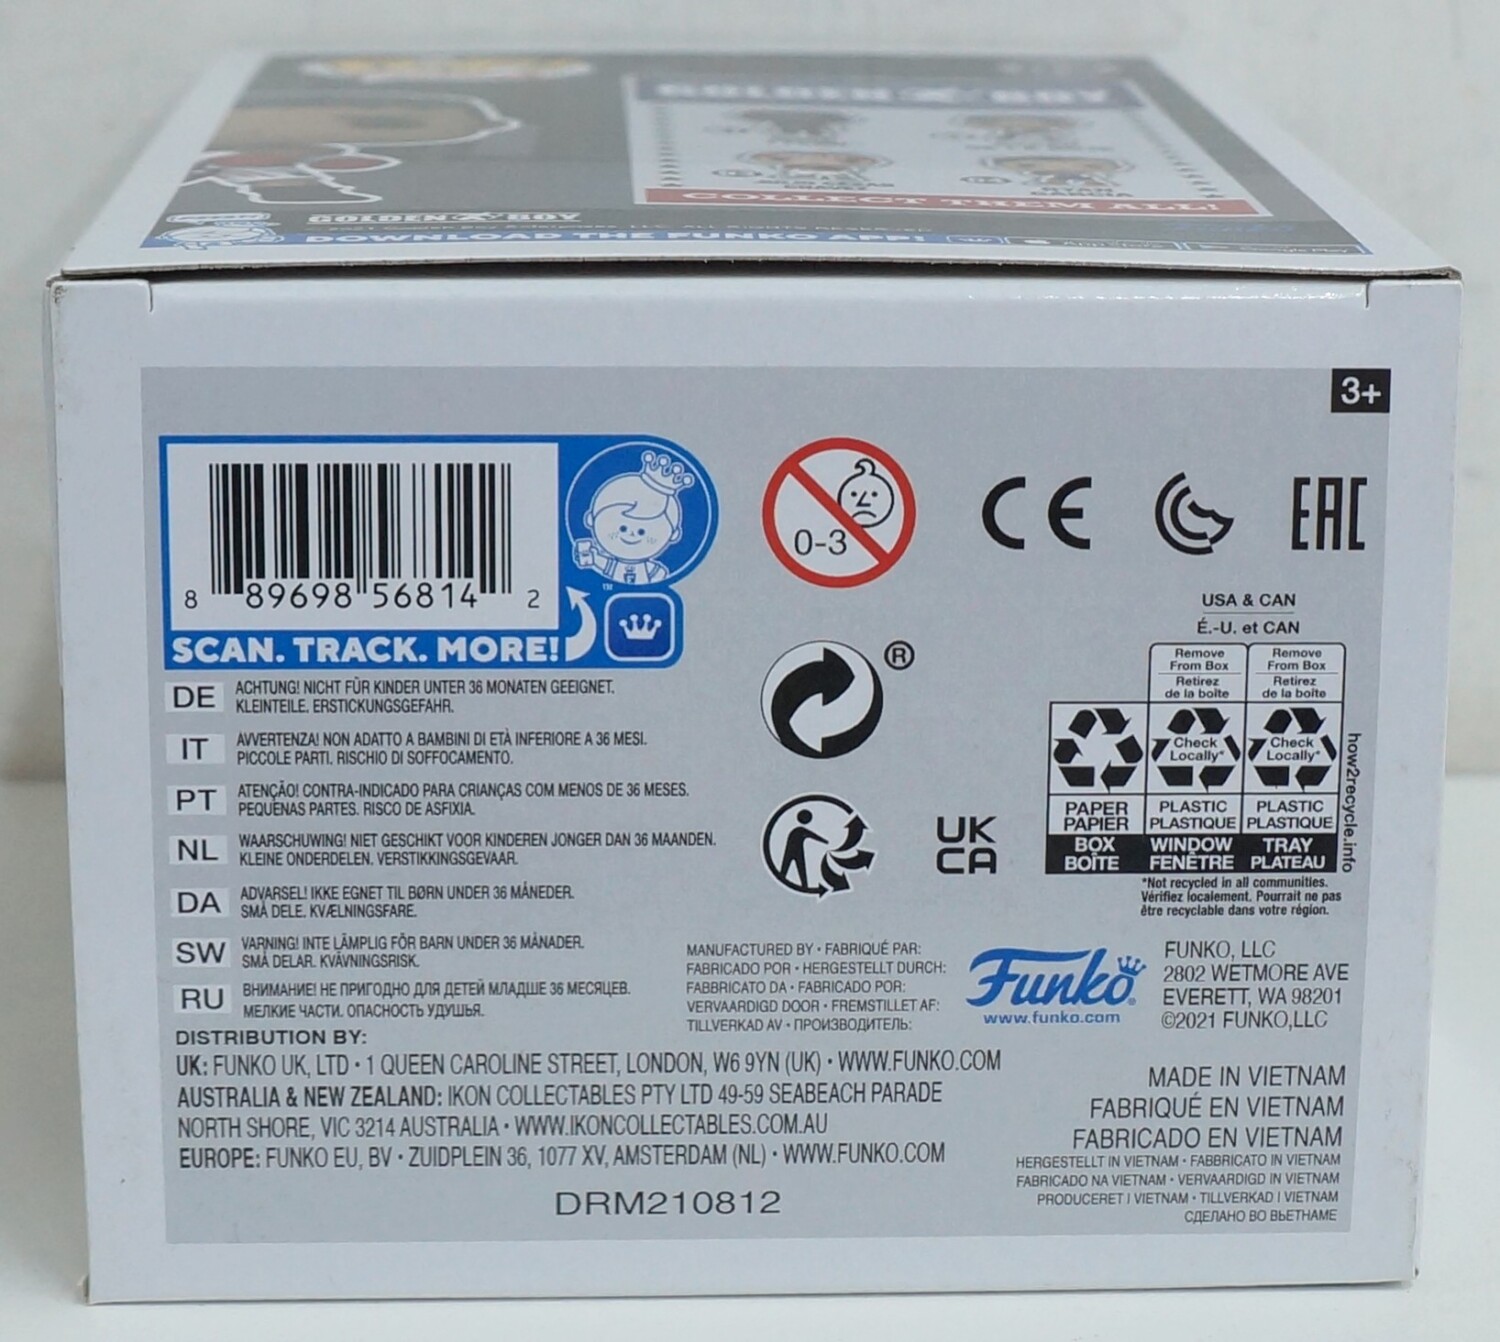 GOLDEN BOY
COLLECT THEM ALL!
GOLDEN BOY
DOWNLOAD THE FUNKO APP!
3+
8 89698 56814 2
SCAN. TRACK. MORE!
TM
0-3
CE
EAC
USA & CAN
É.-U. et CAN
Remove From Box
Retirez de la boîte
Remove From Box
Retirez de la boîte
Check Locally*
Check Locally*
PAPER PAPIER
PLASTIC PLASTIQUE
PLASTIC PLASTIQUE
BOX BOÎTE
WINDOW FENÊTRE
TRAY PLATEAU
how2recycle.info
*Not recycled in all communities.
Vérifiez localement. Pourrait ne pas
être recyclable dans votre région.
®
UK
CA
DE ACHTUNG! NICHT FÜR KINDER UNTER 36 MONATEN GEEIGNET.
KLEINTEILE. ERSTICKUNGSGEFAHR.
IT AVVERTENZA! NON ADATTO A BAMBINI DI ETÀ INFERIORE A 36 MESI.
PICCOLE PARTI. RISCHIO DI SOFFOCAMENTO.
PT ATENÇÃO! CONTRA-INDICADO PARA CRIANÇAS COM MENOS DE 36 MESES.
PEQUENAS PARTES. RISCO DE ASFIXIA.
NL WAARSCHUWING! NIET GESCHIKT VOOR KINDEREN JONGER DAN 36 MAANDEN.
KLEINE ONDERDELEN. VERSTIKKINGSGEVAAR.
DA ADVARSEL! IKKE EGNET TIL BØRN UNDER 36 MÅNEDER.
SMÅ DELE. KVÆLNINGSFARE.
SW VARNING! INTE LÄMPLIG FÖR BARN UNDER 36 MÅNADER.
SMÅ DELAR. KVÄVNINGSRISK.
RU ВНИМАНИЕ! НЕ ПРИГОДНО ДЛЯ ДЕТЕЙ МЛАДШЕ 36 МЕСЯЦЕВ.
МЕЛКИЕ ЧАСТИ. ОПАСНОСТЬ УДУШЬЯ.
MANUFACTURED BY • FABRIQUÉ PAR:
FABRICADO POR • HERGESTELLT DURCH:
FABBRICATO DA • FABRICADO POR:
VERVAARDIGD DOOR • FREMSTILLET AF:
TILLVERKAD AV • ПРОИЗВОДИТЕЛЬ:
Funko
www.funko.com
FUNKO, LLC
2802 WETMORE AVE
EVERETT, WA 98201
©2021 FUNKO,LLC
DISTRIBUTION BY:
UK: FUNKO UK, LTD • 1 QUEEN CAROLINE STREET, LONDON, W6 9YN (UK) • WWW.FUNKO.COM
AUSTRALIA & NEW ZEALAND: IKON COLLECTABLES PTY LTD 49-59 SEABEACH PARADE
NORTH SHORE, VIC 3214 AUSTRALIA • WWW.IKONCOLLECTABLES.COM.AU
EUROPE: FUNKO EU, BV • ZUIDPLEIN 36, 1077 XV, AMSTERDAM (NL) • WWW.FUNKO.COM
DRM210812
MADE IN VIETNAM
FABRIQUÉ EN VIETNAM
FABRICADO EN VIETNAM
HERGESTELLT IN VIETNAM • FABBRICATO IN VIETNAM
FABRICADO NA VIETNAM • VERVAARDIGD IN VIETNAM
PRODUCERET I VIETNAM • TILLVERKAD I VIETNAM
СДЕЛАНО ВО ВЬЕТНАМЕ